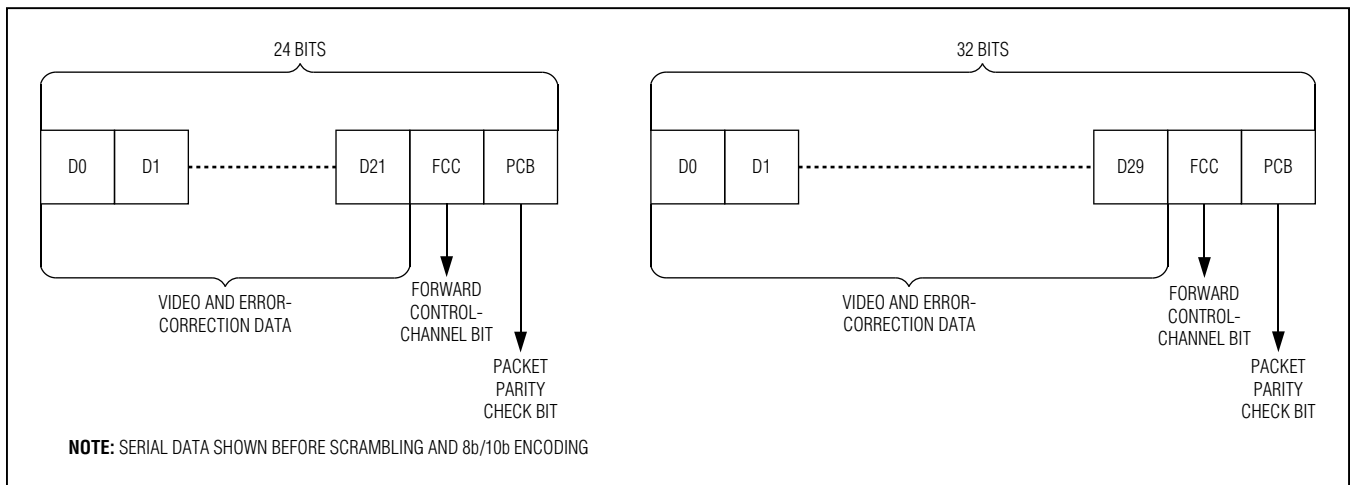 24 BITS
D0
D1
D21
FCC
PCB
VIDEO AND ERROR-
CORRECTION DATA
FORWARD
CONTROL-
CHANNEL BIT
PACKET
PARITY
CHECK BIT
32 BITS
D0
D1
D29
FCC
PCB
VIDEO AND ERROR-
CORRECTION DATA
FORWARD
CONTROL-
CHANNEL BIT
PACKET
PARITY
CHECK BIT
NOTE: SERIAL DATA SHOWN BEFORE SCRAMBLING AND 8b/10b ENCODING